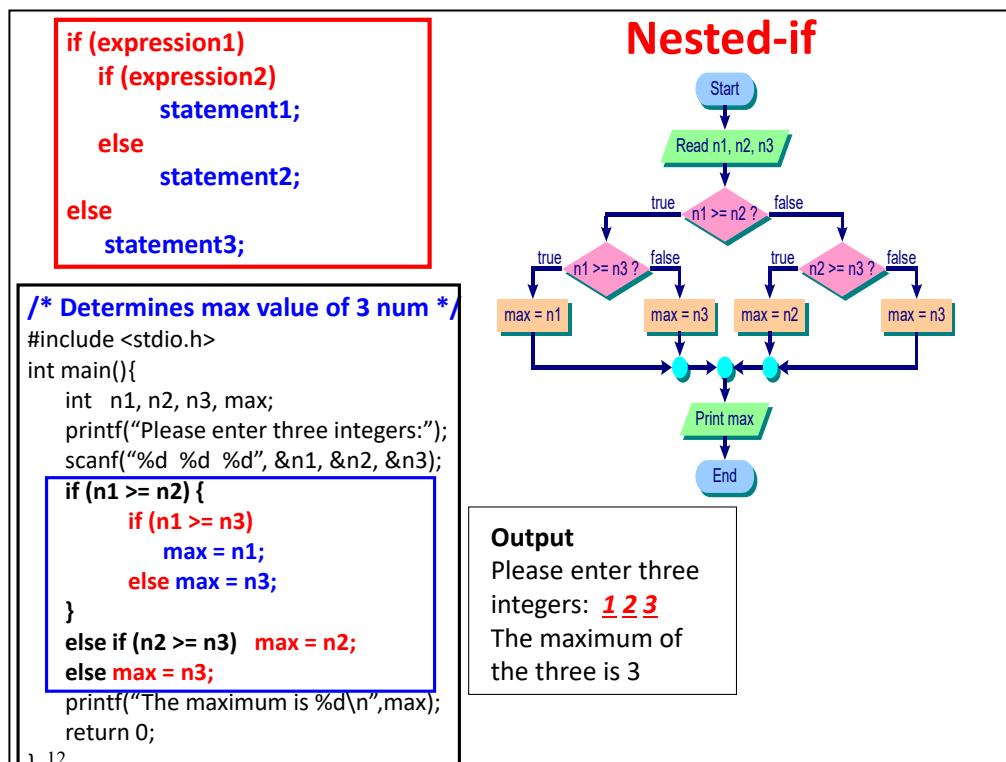 if (expression1)
if (expression2)
statement1;
else
statement2;
else
statement3;
Nested-if
Start
Read n1, n2, n3
true
n1 >= n2 ?
false
true
n1 >= n3 ?
false
true
n2 >= n3 ?
false
max = n1
max = n3
max = n2
max = n3
Print max
End
/* Determines max value of 3 num */
#include <stdio.h>
int main(){
int n1, n2, n3, max;
printf(“Please enter three integers:”);
scanf(“%d %d %d”, &n1, &n2, &n3);
if (n1 >= n2) {
if (n1 >= n3)
max = n1;
else max = n3;
}
else if (n2 >= n3) max = n2;
else max = n3;
printf(“The maximum is %d\n”,max);
return 0;
} 12
Output
Please enter three
integers: 1 2 3
The maximum of
the three is 3